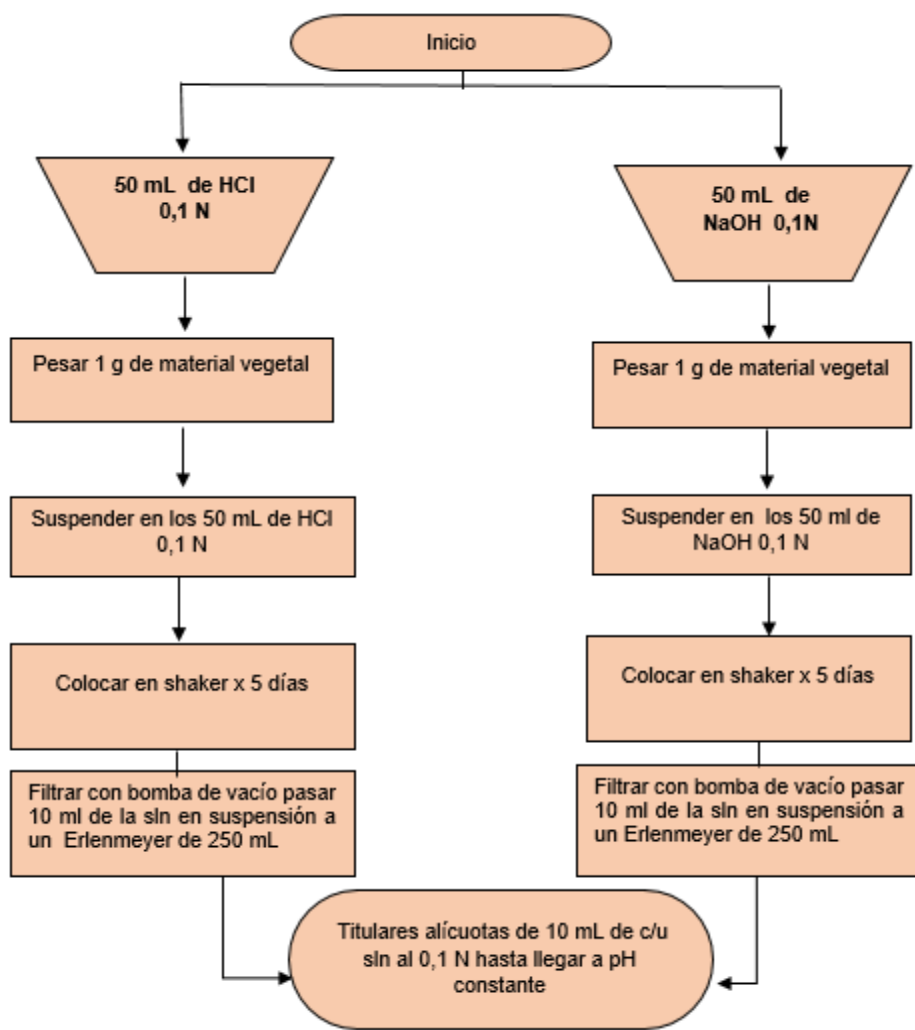 Inicio
50 mL de HCl
0,1 N
Pesar 1 g de material vegetal
Suspender en los 50 mL de HCl
0,1 N
Colocar en shaker x 5 días
Filtrar con bomba de vacío pasar
10 ml de la sln en suspensión a
un Erlenmeyer de 250 mL
50 mL de
NaOH 0,1N
Pesar 1 g de material vegetal
Suspender en los 50 ml de
NaOH 0,1 N
Colocar en shaker x 5 días
Filtrar con bomba de vacío pasar
10 ml de la sln en suspensión a
un Erlenmeyer de 250 mL
Titulares alícuotas de 10 mL de c/u
sln al 0,1 N hasta llegar a pH
constante